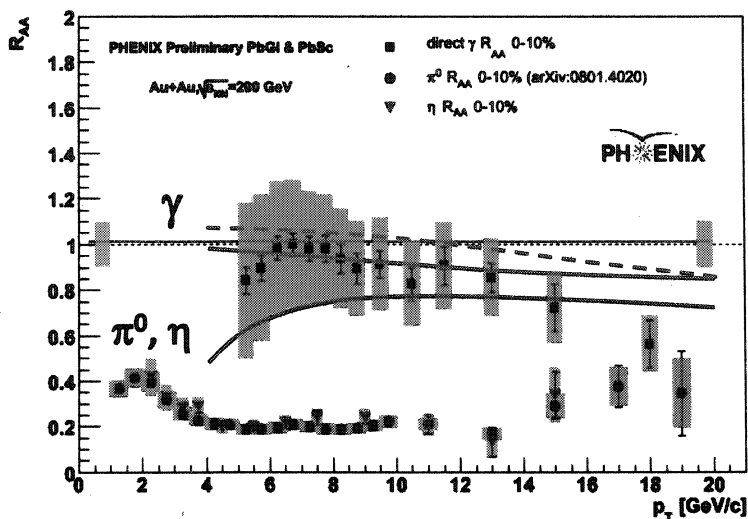 R_AA
PHENIX Preliminary PbGl & PbSc
Au+Au, √s_NN=200 GeV
direct γ R_AA 0-10%
π⁰ R_AA 0-10% (arXiv:0801.4020)
η R_AA 0-10%
PH ENIX
γ
π⁰, η
2
1.8
1.6
1.4
1.2
1
0.8
0.6
0.4
0.2
0
0 2 4 6 8 10 12 14 16 18 20
p_T [GeV/c]